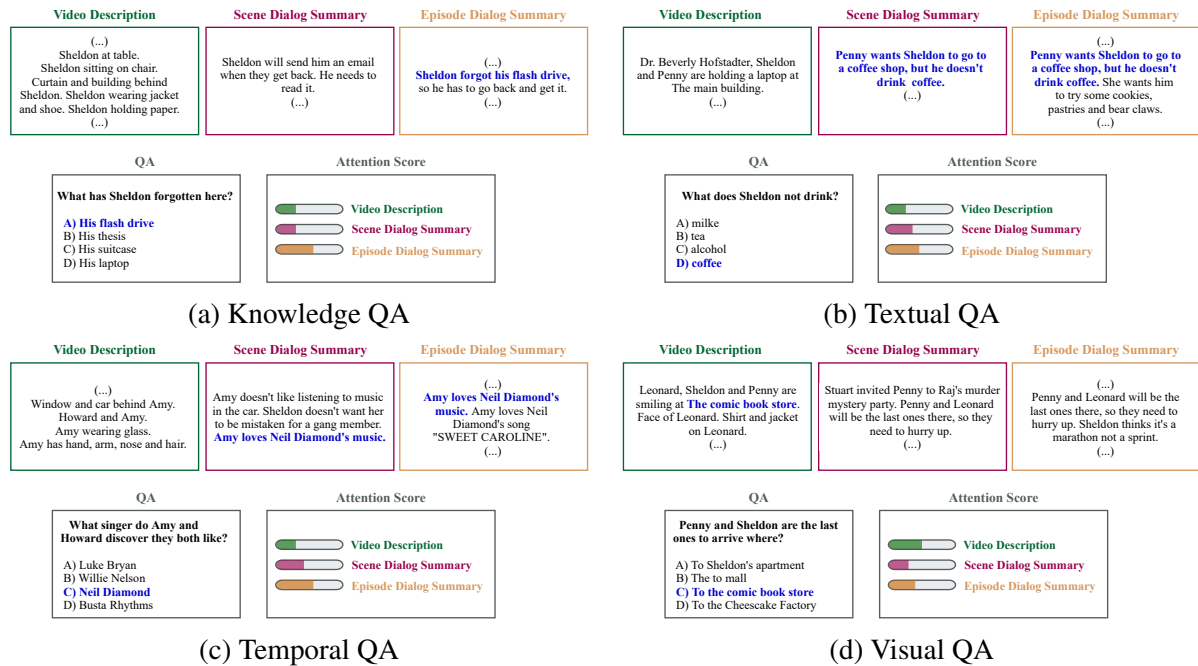 Video Description
Scene Dialog Summary
Episode Dialog Summary
(...)
Sheldon at table.
Sheldon sitting on chair.
Curtain and building behind
Sheldon. Sheldon wearing jacket
and shoe. Sheldon holding paper.
(...)
Sheldon will send him an email
when they get back. He needs to
read it.
(...)
(...)
Sheldon forgot his flash drive,
so he has to go back and get it.
(...)
QA
Attention Score
What has Sheldon forgotten here?
A) His flash drive
B) His thesis
C) His suitcase
D) His laptop
Video Description
Scene Dialog Summary
Episode Dialog Summary
(a) Knowledge QA
Video Description
Scene Dialog Summary
Episode Dialog Summary
Dr. Beverly Hofstadter, Sheldon
and Penny are holding a laptop at
The main building.
(...)
Penny wants Sheldon to go to
a coffee shop, but he doesn't
drink coffee.
(...)
(...)
Penny wants Sheldon to go to
a coffee shop, but he doesn't
drink coffee. She wants him
to try some cookies,
pastries and bear claws.
(...)
QA
Attention Score
What does Sheldon not drink?
A) milke
B) tea
C) alcohol
D) coffee
Video Description
Scene Dialog Summary
Episode Dialog Summary
(b) Textual QA
Video Description
Scene Dialog Summary
Episode Dialog Summary
(...)
Window and car behind Amy.
Howard and Amy.
Amy wearing glass.
Amy has hand, arm, nose and hair.
(...)
Amy doesn't like listening to music
in the car. Sheldon doesn't want her
to be mistaken for a gang member.
Amy loves Neil Diamond's music.
(...)
Amy loves Neil Diamond's
music. Amy loves Neil
Diamond's song
"SWEET CAROLINE".
(...)
QA
Attention Score
What singer do Amy and
Howard discover they both like?
A) Luke Bryan
B) Willie Nelson
C) Neil Diamond
D) Busta Rhythms
Video Description
Scene Dialog Summary
Episode Dialog Summary
(c) Temporal QA
Video Description
Scene Dialog Summary
Episode Dialog Summary
Leonard, Sheldon and Penny are
smiling at The comic book store.
Face of Leonard. Shirt and jacket
on Leonard.
(...)
Stuart invited Penny to Raj's murder
mystery party. Penny and Leonard
will be the last ones there, so they
need to hurry up.
(...)
(...)
Penny and Leonard will be the
last ones there, so they need to
hurry up. Sheldon thinks it's a
marathon not a sprint.
(...)
QA
Attention Score
Penny and Sheldon are the last
ones to arrive where?
A) To Sheldon's apartment
B) The to mall
C) To the comic book store
D) To the Cheescake Factory
Video Description
Scene Dialog Summary
Episode Dialog Summary
(d) Visual QA